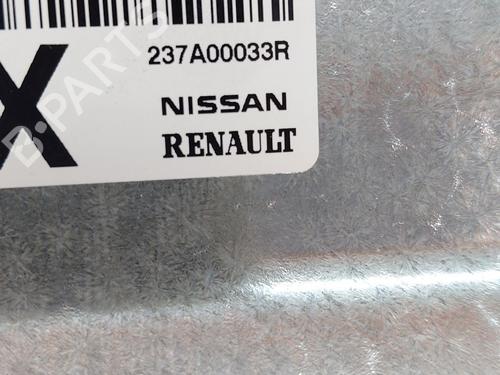 237A00033R
X
NISSAN
RENAULT
B-PARTS